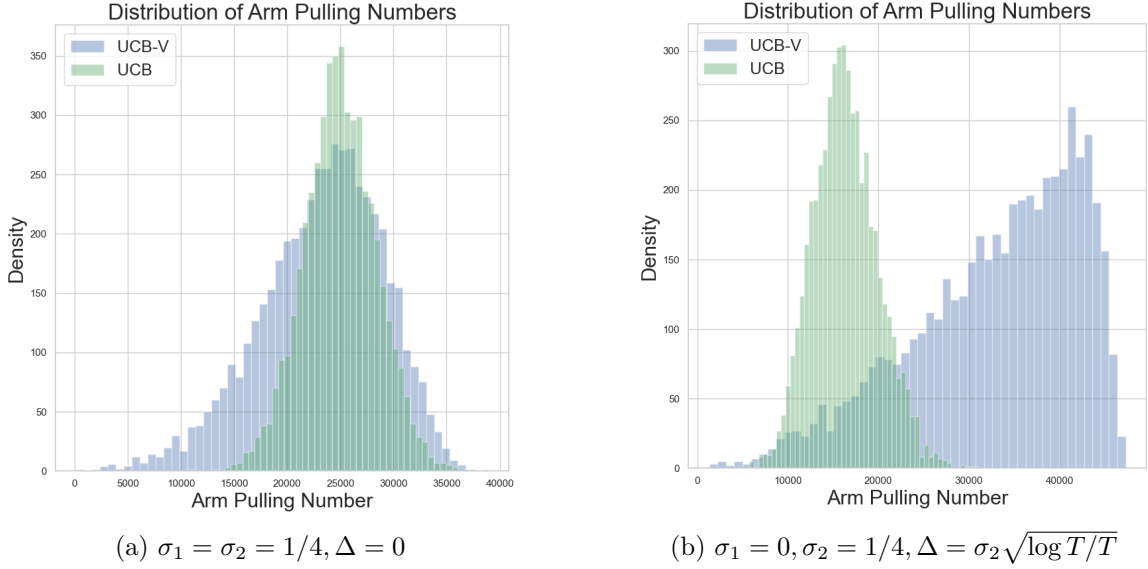 Distribution of Arm Pulling Numbers
UCB-V
UCB
350
300
250
200
150
100
50
0
Density
0 5000 10000 15000 20000 25000 30000 35000 40000
Arm Pulling Number
(a) σ₁ = σ₂ = 1/4, Δ = 0
Distribution of Arm Pulling Numbers
UCB-V
UCB
300
250
200
150
100
50
0
Density
0 10000 20000 30000 40000
Arm Pulling Number
(b) σ₁ = 0, σ₂ = 1/4, Δ = σ₂√(log T/T)